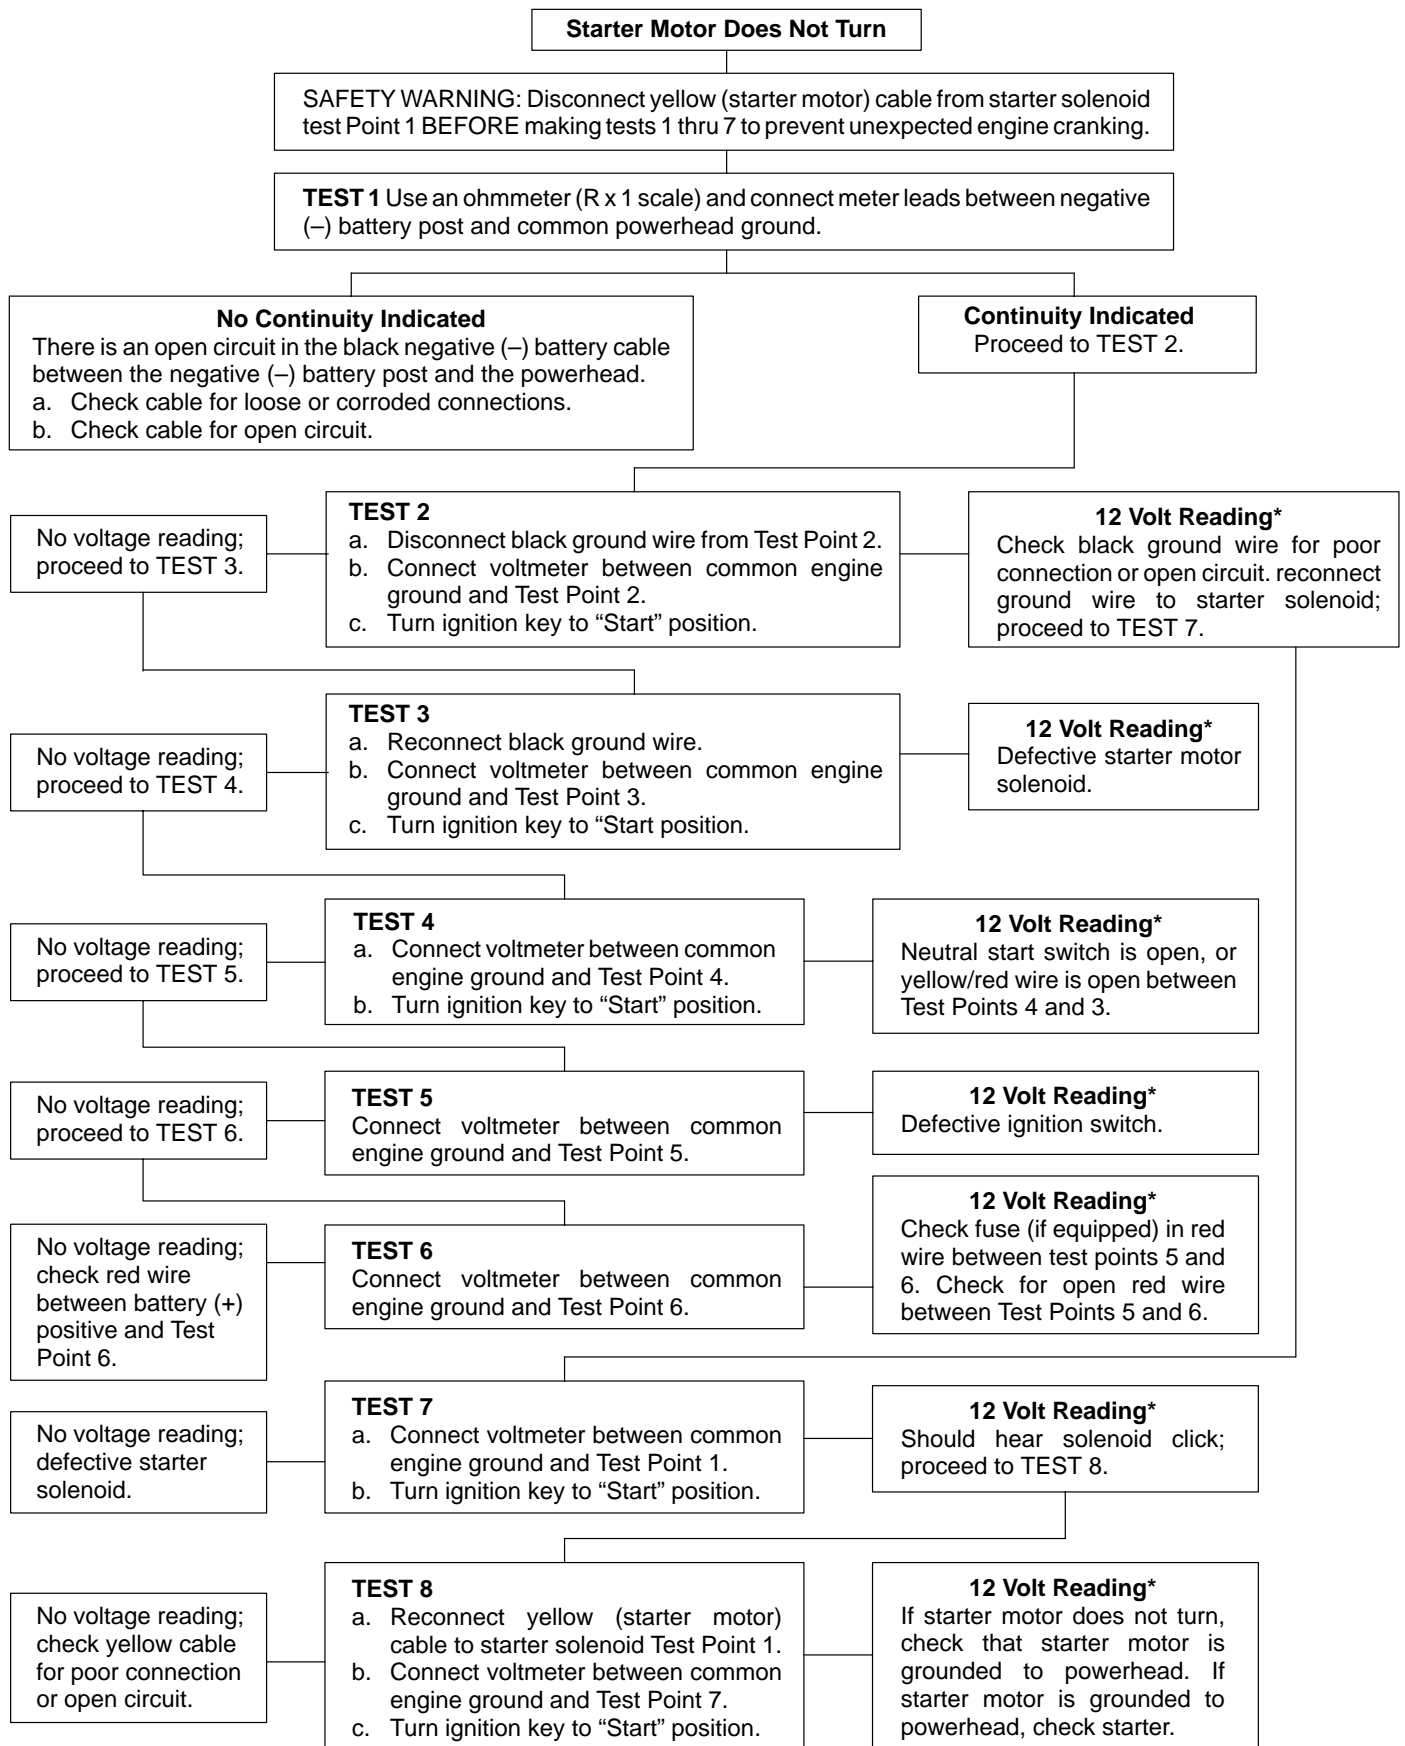 Starter Motor Does Not Turn
SAFETY WARNING: Disconnect yellow (starter motor) cable from starter solenoid
test Point 1 BEFORE making tests 1 thru 7 to prevent unexpected engine cranking.
TEST 1 Use an ohmmeter (R x 1 scale) and connect meter leads between negative
(–) battery post and common powerhead ground.
No Continuity Indicated
There is an open circuit in the black negative (–) battery cable
between the negative (–) battery post and the powerhead.
a. Check cable for loose or corroded connections.
b. Check cable for open circuit.
Continuity Indicated
Proceed to TEST 2.
No voltage reading;
proceed to TEST 3.
TEST 2
a. Disconnect black ground wire from Test Point 2.
b. Connect voltmeter between common engine
ground and Test Point 2.
c. Turn ignition key to “Start” position.
12 Volt Reading*
Check black ground wire for poor
connection or open circuit. reconnect
ground wire to starter solenoid;
proceed to TEST 7.
No voltage reading;
proceed to TEST 4.
TEST 3
a. Reconnect black ground wire.
b. Connect voltmeter between common engine
ground and Test Point 3.
c. Turn ignition key to “Start position.
12 Volt Reading*
Defective starter motor
solenoid.
No voltage reading;
proceed to TEST 5.
TEST 4
a. Connect voltmeter between common
engine ground and Test Point 4.
b. Turn ignition key to “Start” position.
12 Volt Reading*
Neutral start switch is open, or
yellow/red wire is open between
Test Points 4 and 3.
No voltage reading;
proceed to TEST 6.
TEST 5
Connect voltmeter between common
engine ground and Test Point 5.
12 Volt Reading*
Defective ignition switch.
No voltage reading;
check red wire
between battery (+)
positive and Test
Point 6.
TEST 6
Connect voltmeter between common
engine ground and Test Point 6.
12 Volt Reading*
Check fuse (if equipped) in red
wire between test points 5 and
6. Check for open red wire
between Test Points 5 and 6.
No voltage reading;
defective starter
solenoid.
TEST 7
a. Connect voltmeter between common
engine ground and Test Point 1.
b. Turn ignition key to “Start” position.
12 Volt Reading*
Should hear solenoid click;
proceed to TEST 8.
No voltage reading;
check yellow cable
for poor connection
or open circuit.
TEST 8
a. Reconnect yellow (starter motor)
cable to starter solenoid Test Point 1.
b. Connect voltmeter between common
engine ground and Test Point 7.
c. Turn ignition key to “Start” position.
12 Volt Reading*
If starter motor does not turn,
check that starter motor is
grounded to powerhead. If
starter motor is grounded to
powerhead, check starter.